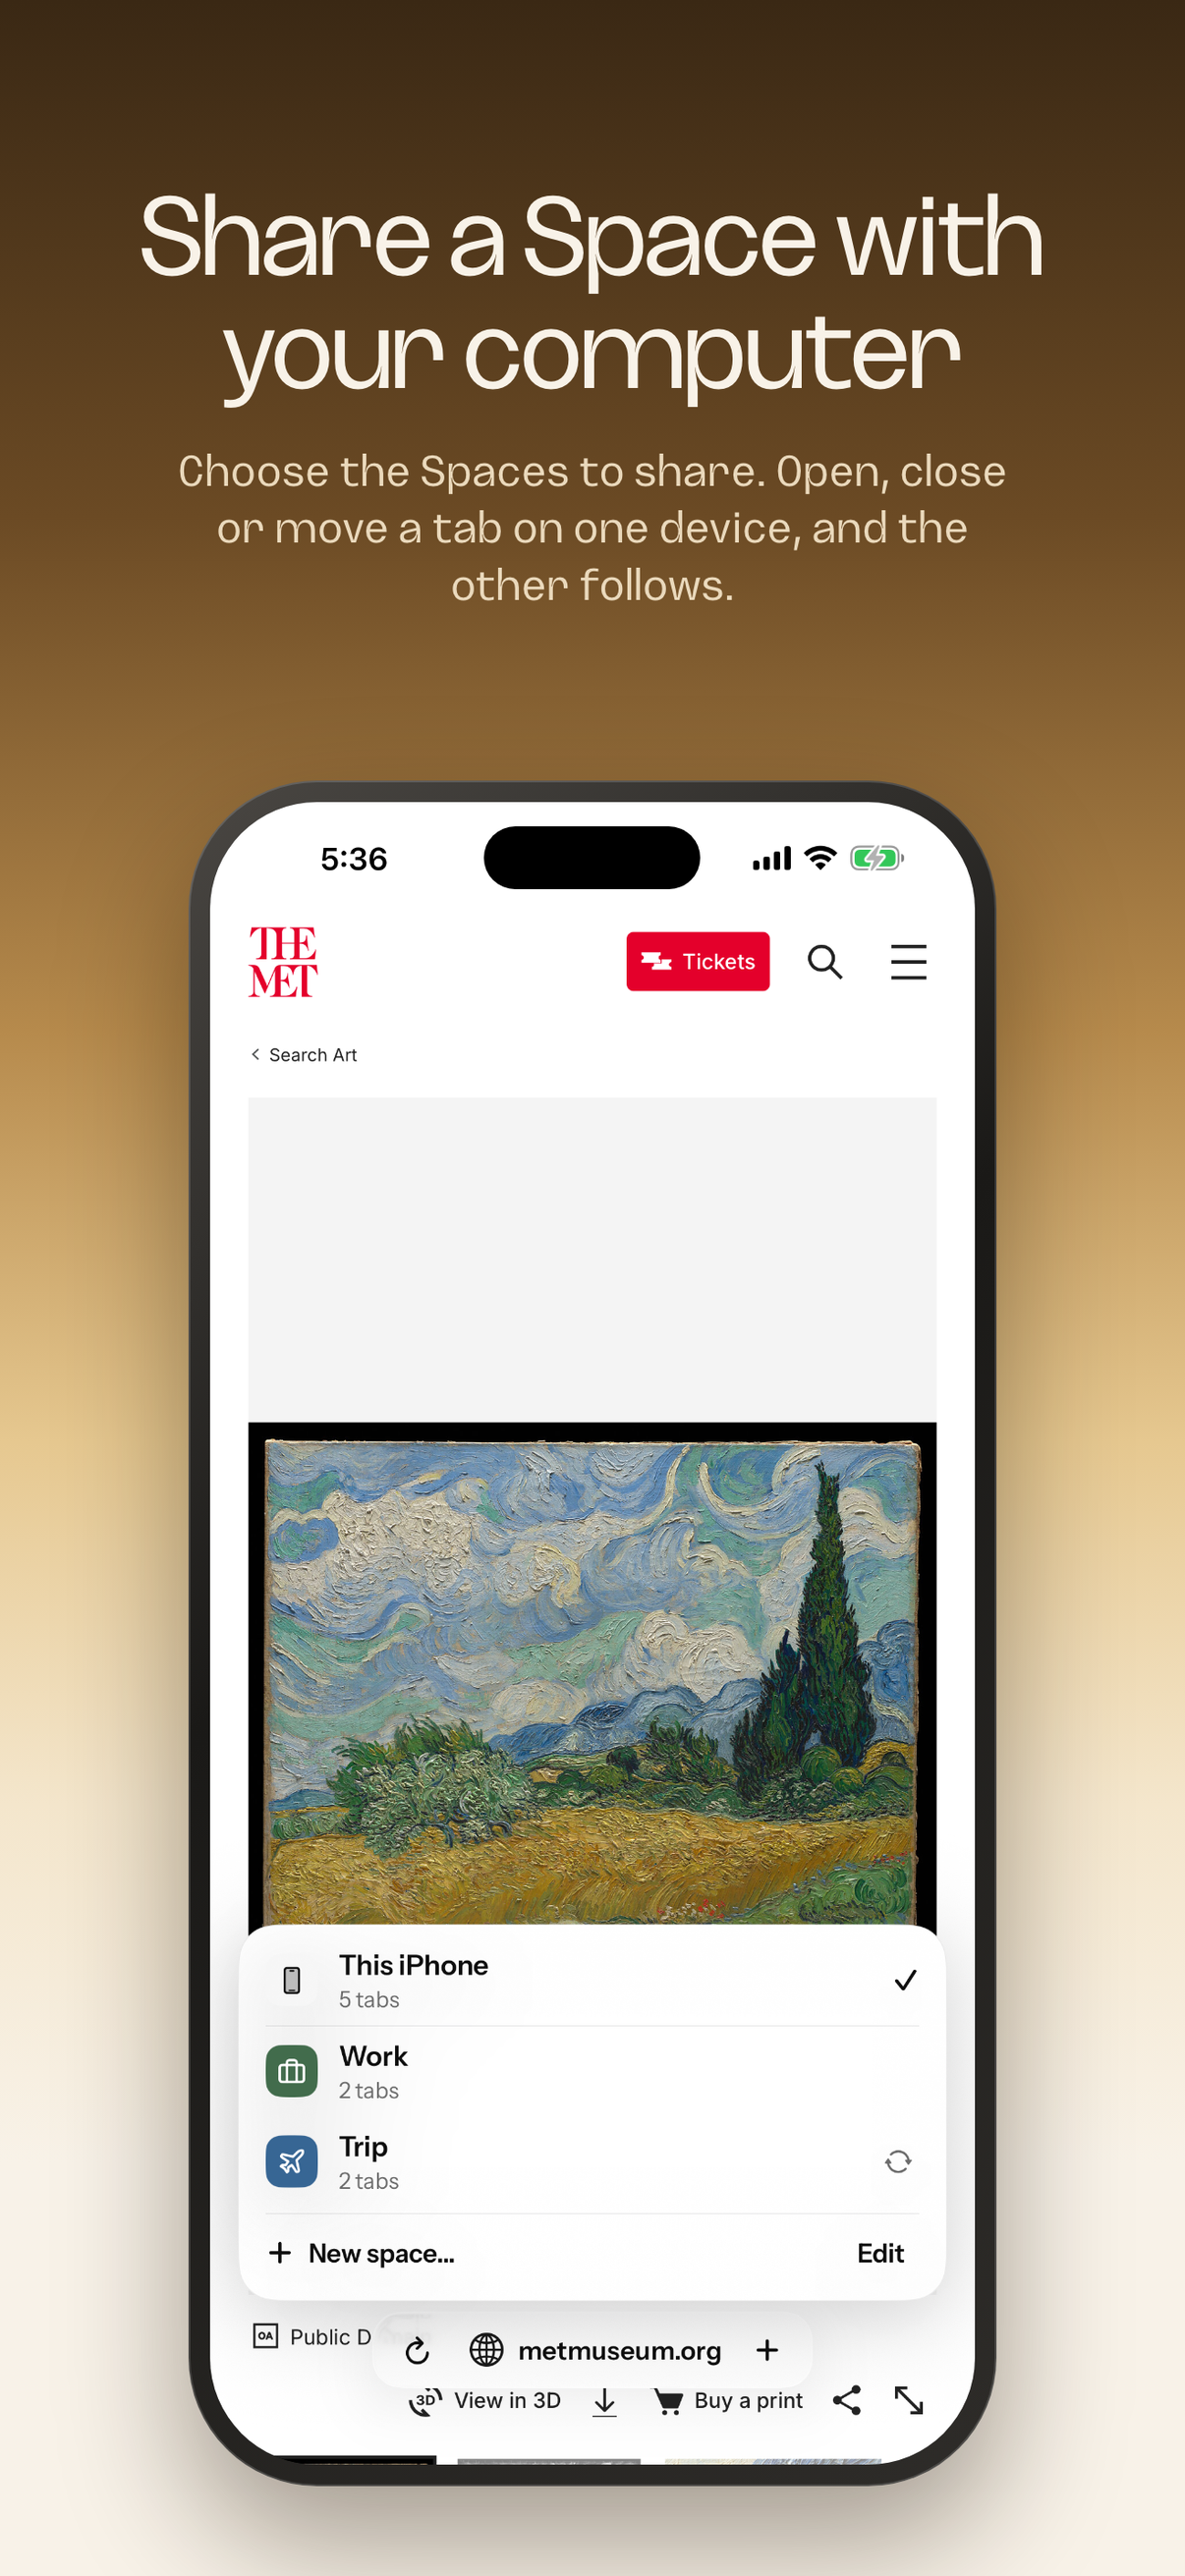 Share a Space with
your computer
Choose the Spaces to share. Open, close
or move a tab on one device, and the
other follows.
5:36
THE
MET
Tickets
Search Art
This iPhone
5 tabs
Work
2 tabs
Trip
2 tabs
New space...
Edit
OA Public D
metmuseum.org
3D View in 3D
Buy a print